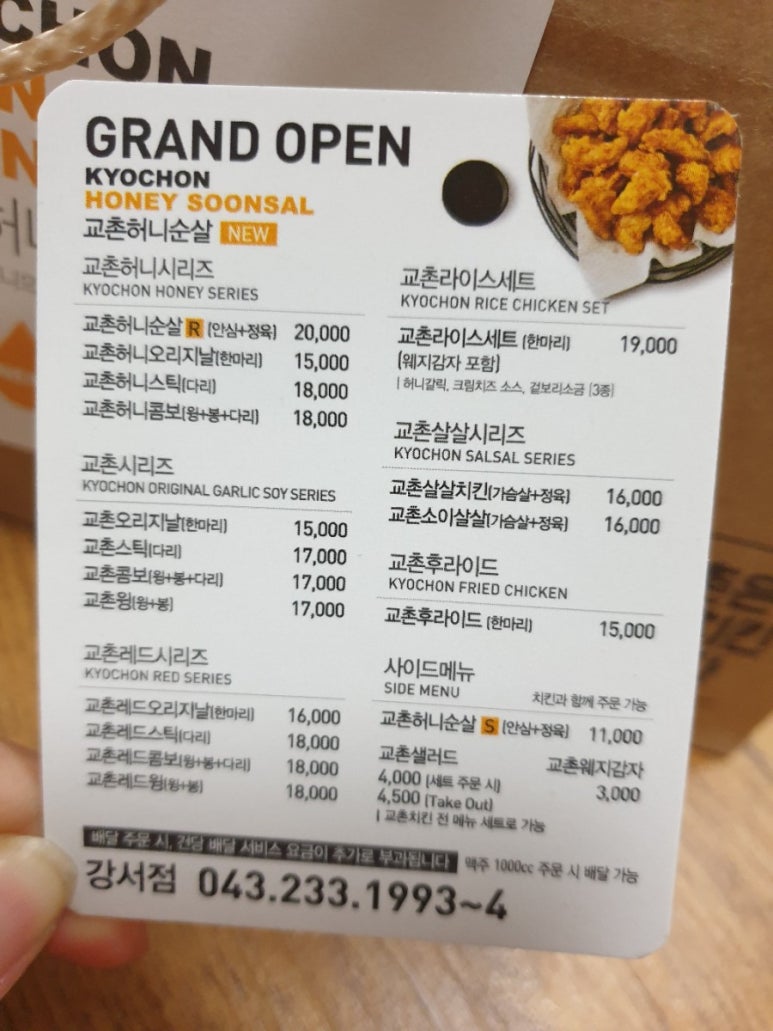 CHON
GRAND OPEN
KYOCHON
HONEY SOONSAL
교촌허니순살 NEW
교촌허니시리즈
KYOCHON HONEY SERIES
교촌허니순살 R (안심+정육) 20,000
교촌허니오리지날(한마리) 15,000
교촌허니스틱(다리) 18,000
교촌허니콤보(윙+봉+다리) 18,000
교촌시리즈
KYOCHON ORIGINAL GARLIC SOY SERIES
교촌오리지날(한마리) 15,000
교촌스틱(다리) 17,000
교촌콤보(윙+봉+다리) 17,000
교촌윙(윙+봉) 17,000
교촌레드시리즈
KYOCHON RED SERIES
교촌레드오리지날(한마리) 16,000
교촌레드스틱(다리) 18,000
교촌레드콤보(윙+봉+다리) 18,000
교촌레드윙(윙+봉) 18,000
교촌라이스세트
KYOCHON RICE CHICKEN SET
교촌라이스세트 (한마리) 19,000
(웨지감자 포함)
| 허니갈릭, 크림치즈 소스, 겉보리소금 (3종)
교촌살살시리즈
KYOCHON SALSAL SERIES
교촌살살치킨(가슴살+정육) 16,000
교촌소이살살(가슴살+정육) 16,000
교촌후라이드
KYOCHON FRIED CHICKEN
교촌후라이드 (한마리) 15,000
사이드메뉴
SIDE MENU 치킨과 함께 주문 가능
교촌허니순살 S (안심+정육) 11,000
교촌샐러드 교촌웨지감자
4,000 (세트 주문 시) 3,000
4,500 (Take Out)
| 교촌치킨 전 메뉴 세트로 가능
배달 주문 시, 건당 배달 서비스 요금이 추가로 부과됩니다 맥주 1000cc 주문 시 배달 가능
강서점 043.233.1993~4